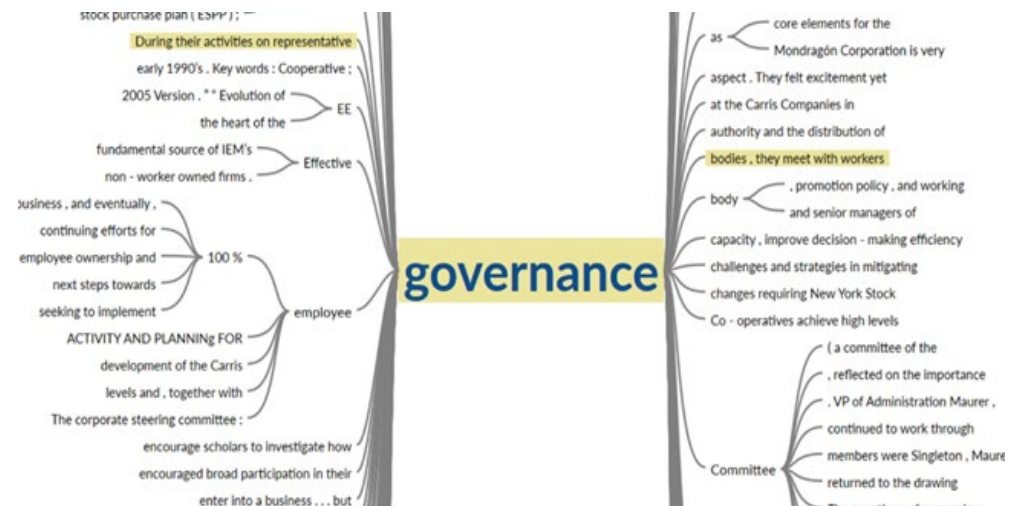 stock purchase plan ( ESPP ) ;
During their activities on representative
early 1990's . Key words : Cooperative ;
2005 Version . " " Evolution of
the heart of the
EE
fundamental source of IEM's
non - worker owned firms .
Effective
business , and eventually ,
continuing efforts for
employee ownership and
next steps towards
seeking to implement
100 %
ACTIVITY AND PLANNINg FOR
development of the Carris
levels and , together with
The corporate steering committee :
employee
encourage scholars to investigate how
encouraged broad participation in their
enter into a business . . . but
governance
as
core elements for the
Mondragón Corporation is very
aspect . They felt excitement yet
at the Carris Companies in
authority and the distribution of
bodies , they meet with workers
body
, promotion policy , and working
and senior managers of
capacity , improve decision - making efficiency
challenges and strategies in mitigating
changes requiring New York Stock
Co - operatives achieve high levels
Committee
( a committee of the
, reflected on the importance
. VP of Administration Maurer ,
continued to work through
members were Singleton , Maure
returned to the drawing